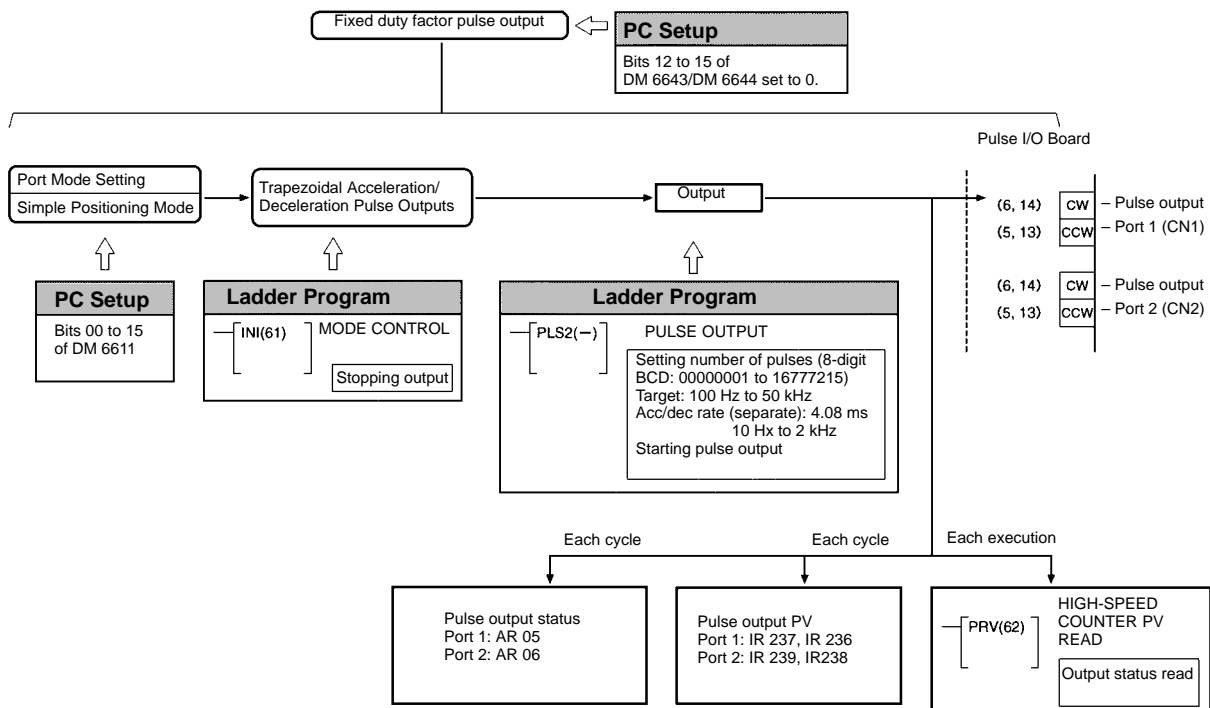 Fixed duty factor pulse output
PC Setup
Bits 12 to 15 of
DM 6643/DM 6644 set to 0.
Pulse I/O Board
Port Mode Setting
Simple Positioning Mode
Trapezoidal Acceleration/
Deceleration Pulse Outputs
Output
(6, 14) CW – Pulse output
(5, 13) CCW – Port 1 (CN1)
(6, 14) CW – Pulse output
(5, 13) CCW – Port 2 (CN2)
PC Setup
Bits 00 to 15
of DM 6611
Ladder Program
INI(61) MODE CONTROL
Stopping output
Ladder Program
PLS2(—) PULSE OUTPUT
Setting number of pulses (8-digit
BCD: 00000001 to 16777215)
Target: 100 Hz to 50 kHz
Acc/dec rate (separate): 4.08 ms
10 Hx to 2 kHz
Starting pulse output
Each cycle
Each cycle
Each execution
Pulse output status
Port 1: AR 05
Port 2: AR 06
Pulse output PV
Port 1: IR 237, IR 236
Port 2: IR 239, IR238
PRV(62)
HIGH-SPEED
COUNTER PV
READ
Output status read